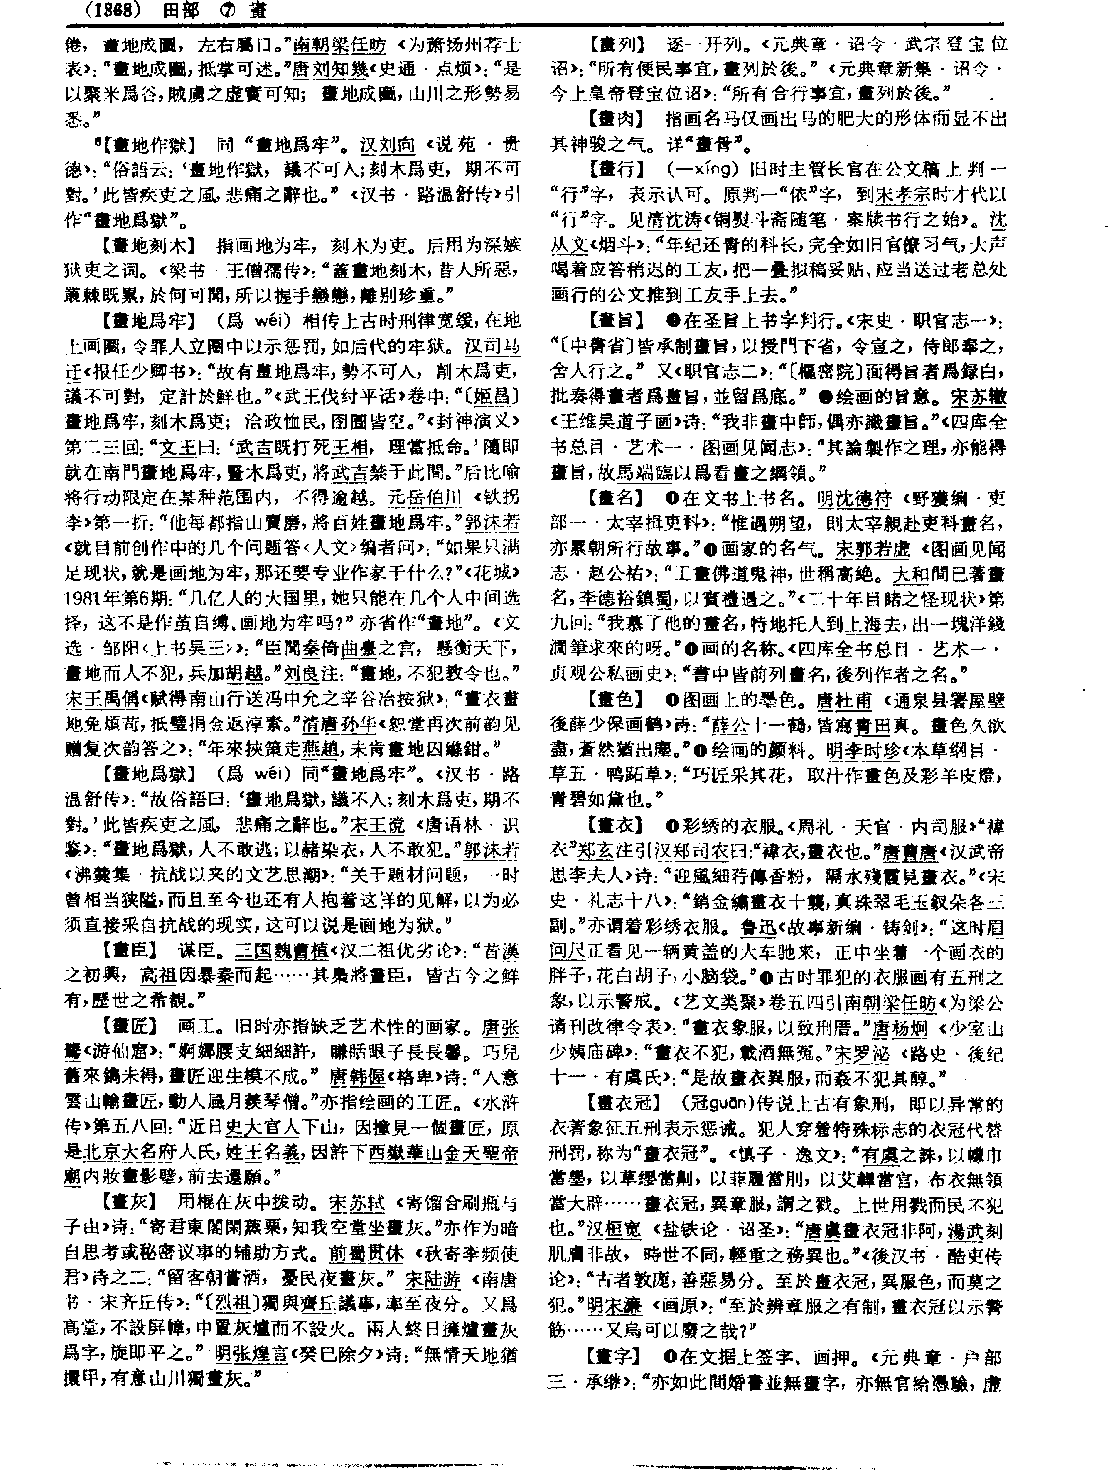 （1368） 田部 ⑦ 畫
倦，畫地成圖，左右屬目。”南朝梁任昉《为萧扬州荐士
表》：“畫地成圖，抵掌可述。”唐刘知幾《史通·点烦》：“是
以聚米爲谷，賊虜之虚實可知；畫地成圖，山川之形勢易
悉。”
【畫地作獄】 同“畫地爲牢”。汉刘向《说苑·贵
德》：“俗語云：‘畫地作獄，議不可入；刻木爲吏，期不可
對。’此皆疾吏之風，悲痛之辭也。”《汉书·路温舒传》引
作“畫地爲獄”。
【畫地刻木】 指画地为牢，刻木为吏。后用为深嫉
狱吏之词。《梁书·王僧孺传》：“蓋畫地刻木，昔人所惡，
叢棘既累，於何可聞，所以握手戀戀，離别珍重。”
【畫地爲牢】 （爲 wéi）相传上古时刑律宽缓，在地
上画圈，令罪人立圈中以示惩罚，如后代的牢狱。汉司马
迁《报任少卿书》：“故有畫地爲牢，勢不可入，削木爲吏，
議不可對，定計於鮮也。”《武王伐纣平话》卷中：“〔姬昌〕
畫地爲牢，刻木爲吏；洽政恤民，囹圄皆空。”《封神演义》
第二三回：“文王曰：‘武吉既打死王相，理當抵命。’隨即
就在南門畫地爲牢，豎木爲吏，將武吉禁于此間。”后比喻
将行动限定在某种范围内，不得逾越。元岳伯川《铁拐
李》第一折：“他每都指山賣磨，將百姓畫地爲牢。”郭沫若
《就目前创作中的几个问题答〈人文〉编者问》：“如果只满
足现状，就是画地为牢，那还要专业作家干什么？”《花城》
1981年第6期：“几亿人的大国里，她只能在几个人中间选
择，这不是作茧自缚、画地为牢吗？”亦省作“畫地”。《文
选·邹阳〈上书吴王〉》：“臣聞秦倚曲臺之宫，懸衡天下，
畫地而人不犯，兵加胡越。”刘良注：“畫地，不犯教令也。”
宋王禹偁《赋得南山行送冯中允之辛谷冶按狱》：“畫衣畫
地免煩苛，抵璧捐金返淳素。”清唐孙华《恕堂再次前韵见
赠复次韵答之》：“年來挾策走燕趙，未肯畫地囚緣鉗。”
【畫地爲獄】 （爲 wéi）同“畫地爲牢”。《汉书·路
温舒传》：“故俗語曰：‘畫地爲獄，議不入；刻木爲吏，期不
對。’此皆疾吏之風，悲痛之辭也。”宋王谠《唐语林·识
鉴》：“畫地爲獄，人不敢逃；以赭染衣，人不敢犯。”郭沫若
《沸羹集·抗战以来的文艺思潮》：“关于题材问题，一时
曾相当狭隘，而且至今也还有人抱着这样的见解，以为必
须直接采自抗战的现实，这可以说是画地为狱。”
【畫臣】 谋臣。三国魏曹植《汉二祖优劣论》：“昔漢
之初興，高祖因暴秦而起……其梟將畫臣，皆古今之鮮
有，歷世之希覩。”
【畫匠】 画工。旧时亦指缺乏艺术性的画家。唐张
鷟《游仙窟》：“婀娜腰支細細許，𧸖䀎眼子長長馨。巧兒
舊來鐫未得，畫匠迎生模不成。”唐韩偓《格卑》诗：“人意
雲山輸畫匠，動人風月羨琴僧。”亦指绘画的工匠。《水浒
传》第五八回：“近日史大官人下山，因撞見一個畫匠，原
是北京大名府人氏，姓王名義，因許下西嶽華山金天聖帝
廟内妝畫影壁，前去還願。”
【畫灰】 用棍在灰中拨动。宋苏轼《寄馏合刷瓶与
子由》诗：“寄君東閣閑蒸栗，知我空堂坐畫灰。”亦作为暗
自思考或秘密议事的辅助方式。前蜀贯休《秋寄李频使
君》诗之二：“留客朝嘗酒，憂民夜畫灰。”宋陆游《南唐
书·宋齐丘传》：“〔烈祖〕獨與齊丘議事，率至夜分。又爲
高堂，不設屏幛，中置灰爐而不設火。兩人終日擁爐畫灰
爲字，旋即平之。”明张煌言《癸巳除夕》诗：“無情天地猶
擐甲，有意山川獨畫灰。”
【畫列】 逐一开列。《元典章·诏令·武宗登宝位
诏》：“所有便民事宜，畫列於後。”《元典章新集·诏令·
今上皇帝登宝位诏》：“所有合行事宜，畫列於後。”
【畫肉】 指画名马仅画出马的肥大的形体而显不出
其神骏之气。详“畫骨”。
【畫行】 （—xíng）旧时主管长官在公文稿上判一
“行”字，表示认可。原判一“依”字，到宋孝宗时才代以
“行”字。见清沈涛《铜熨斗斋随笔·案牍书行之始》。沈
从文《烟斗》：“年纪还青的科长，完全如旧官僚习气，大声
喝着应答稍迟的工友，把一叠拟稿妥贴、应当送过老总处
画行的公文推到工友手上去。”
【畫旨】 ❶在圣旨上书字判行。《宋史·职官志一》：
“〔中書省〕皆承制畫旨，以授門下省，令宣之，侍郎奉之，
舍人行之。”又《职官志二》：“〔樞密院〕面得旨者爲録白，
批奏得畫者爲畫旨，並留爲底。”❷绘画的旨意。宋苏辙
《王维吴道子画》诗：“我非畫中師，偶亦識畫旨。”《四库全
书总目·艺术一·图画见闻志》：“其論製作之理，亦能得
畫旨，故馬端臨以爲看畫之綱領。”
【畫名】 ❶在文书上书名。明沈德符《野獲编·吏
部一·太宰揖吏科》：“惟遇朔望，則太宰親赴吏科畫名，
亦累朝所行故事。”❷画家的名气。宋郭若虚《图画见闻
志·赵公祐》：“工畫佛道鬼神，世稱高絶。大和間已著畫
名，李德裕鎮蜀，以賓禮遇之。”《二十年目睹之怪现状》第
九回：“我慕了他的畫名，特地托人到上海去，出一塊洋錢
潤筆求來的呀。”❸画的名称。《四库全书总目·艺术一·
贞观公私画史》：“書中皆前列畫名，後列作者之名。”
【畫色】 ❶图画上的墨色。唐杜甫《通泉县署屋壁
後薛少保画鹤》诗：“薛公十一鶴，皆寫青田真。畫色久欲
盡，蒼然猶出塵。”❷绘画的颜料。明李时珍《本草纲目·
草五·鸭跖草》：“巧匠采其花，取汁作畫色及彩羊皮燈，
青碧如黛也。”
【畫衣】 ❶彩绣的衣服。《周礼·天官·内司服》“褘
衣”郑玄注引汉郑司农曰：“褘衣，畫衣也。”唐曹唐《汉武帝
思李夫人》诗：“迎風細荇傳香粉，隔水殘霞見畫衣。”《宋
史·礼志十八》：“銷金繡畫衣十襲，真珠翠毛玉釵朵各三
副。”亦谓着彩绣衣服。鲁迅《故事新编·铸剑》：“这时眉
间尺正看见一辆黄盖的大车驰来，正中坐着一个画衣的
胖子，花白胡子，小脑袋。”❷古时罪犯的衣服画有五刑之
象，以示警戒。《艺文类聚》卷五四引南朝梁任昉《为梁公
请刊改律令表》：“畫衣象服，以致刑厝。”唐杨炯《少室山
少姨庙碑》：“畫衣不犯，載酒無冤。”宋罗泌《路史·後纪
十一·有虞氏》：“是故畫衣異服，而姦不犯其醇。”
【畫衣冠】 （冠guān）传说上古有象刑，即以异常的
衣著象征五刑表示惩诫。犯人穿着特殊标志的衣冠代替
刑罚，称为“畫衣冠”。《慎子·逸文》：“有虞之誅，以幪巾
當墨，以草纓當劓，以菲履當刖，以艾鞸當宫，布衣無領
當大辟……畫衣冠，異章服，謂之戮。上世用戮而民不犯
也。”汉桓宽《盐铁论·诏圣》：“唐虞畫衣冠非阿，湯武刻
肌膚非故，時世不同，輕重之務異也。”《後汉书·酷吏传
论》：“古者敦厖，善惡易分。至於畫衣冠，異服色，而莫之
犯。”明宋濂《画原》：“至於辨章服之有制，畫衣冠以示警
飭……又烏可以廢之哉？”
【畫字】 ❶在文据上签字、画押。《元典章·户部
三·承继》：“亦如此間婚書並無畫字，亦無官給憑驗，虚